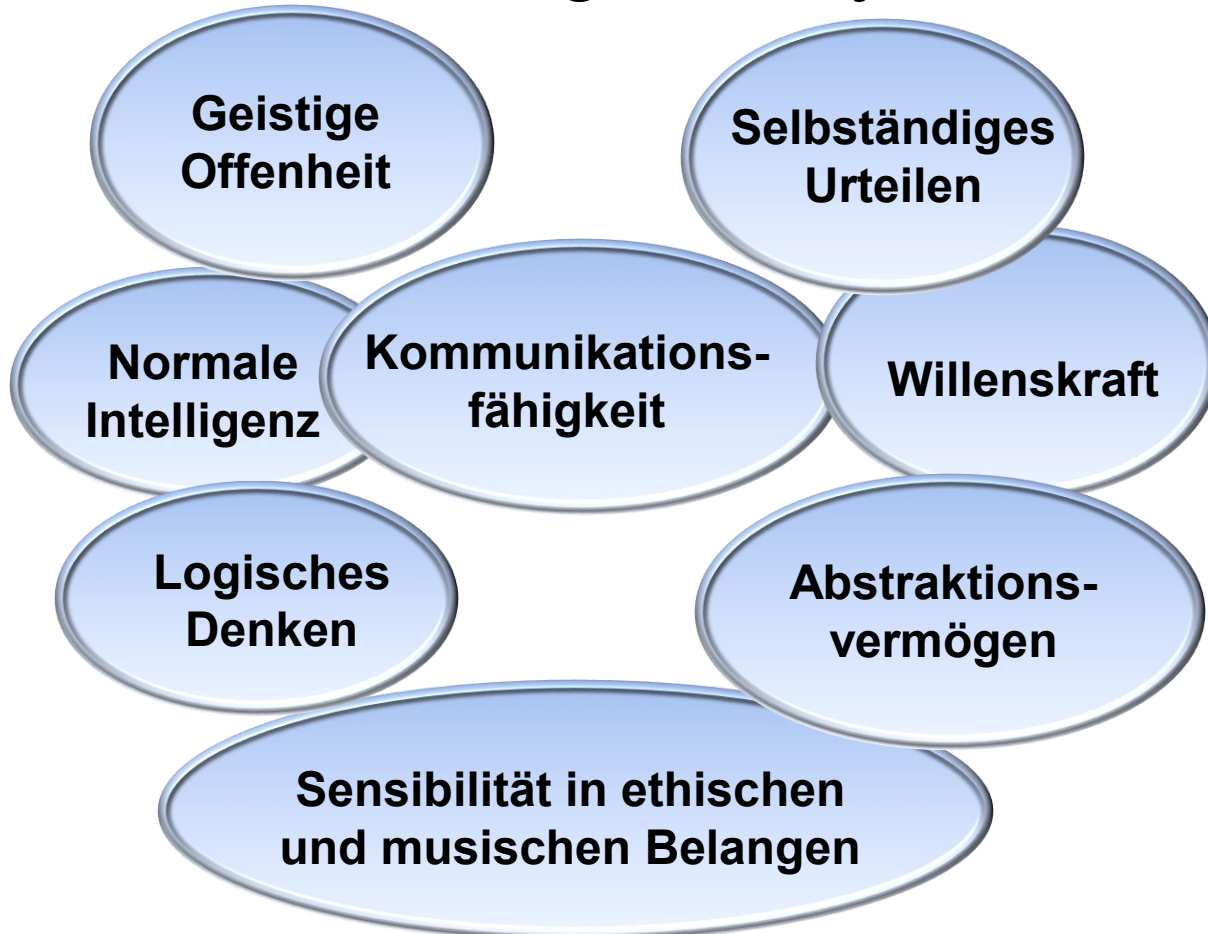 Geistige
Offenheit
Selbständiges
Urteilen
Normale
Intelligenz
Kommunikations-
fähigkeit
Willenskraft
Logisches
Denken
Abstraktions-
vermögen
Sensibilität in ethischen
und musischen Belangen